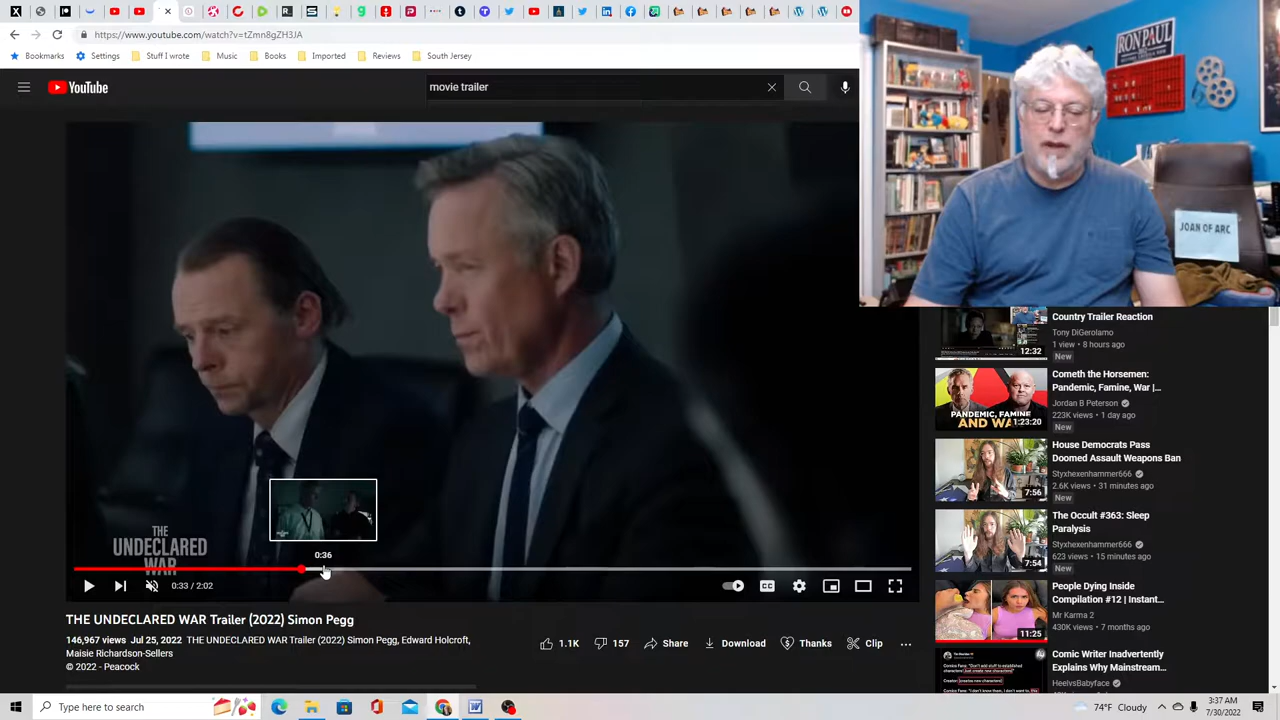 https://www.youtube.com/watch?v=tZmn8gZH3JA
Bookmarks
Settings
Stuff I wrote
Music
Books
Imported
Reviews
South Jersey
YouTube
movie trailer
RON PAUL
JOAN OF ARC
THE
UNDECLARED
WAR
0:36
0:33 / 2:02
CC
THE UNDECLARED WAR Trailer (2022) Simon Pegg
146,967 views Jul 25, 2022 THE UNDECLARED WAR Trailer (2022) Simon Pegg, Edward Holcroft,
Maisie Richardson-Sellers
© 2022 - Peacock
1.1K
157
Share
Download
Thanks
Clip
12:32
Country Trailer Reaction
Tony DiGerolamo
1 view • 8 hours ago
New
PANDEMIC, FAMINE
AND WAR
1:23:20
Cometh the Horsemen:
Pandemic, Famine, War |...
Jordan B Peterson
223K views • 1 day ago
New
7:56
House Democrats Pass
Doomed Assault Weapons Ban
Styxhexenhammer666
2.6K views • 31 minutes ago
New
7:54
The Occult #363: Sleep
Paralysis
Styxhexenhammer666
623 views • 15 minutes ago
New
11:25
People Dying Inside
Compilation #12 | Instant...
Mr Karma 2
430K views • 7 months ago
Comic Writer Inadvertently
Explains Why Mainstream...
HeelvsBabyface
Type here to search
74°F Cloudy
3:37 AM
7/30/2022